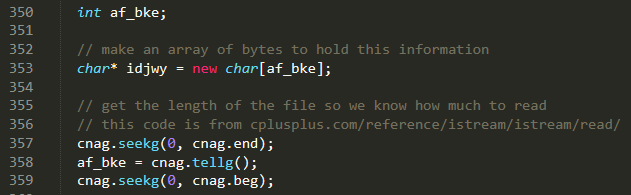 350 int af_bke;
351
352 // make an array of bytes to hold this information
353 char* idjwy = new char[af_bke];
354
355 // get the length of the file so we know how much to read
356 // this code is from cplusplus.com/reference/istream/istream/read/
357 cnag.seekg(0, cnag.end);
358 af_bke = cnag.tellg();
359 cnag.seekg(0, cnag.beg);